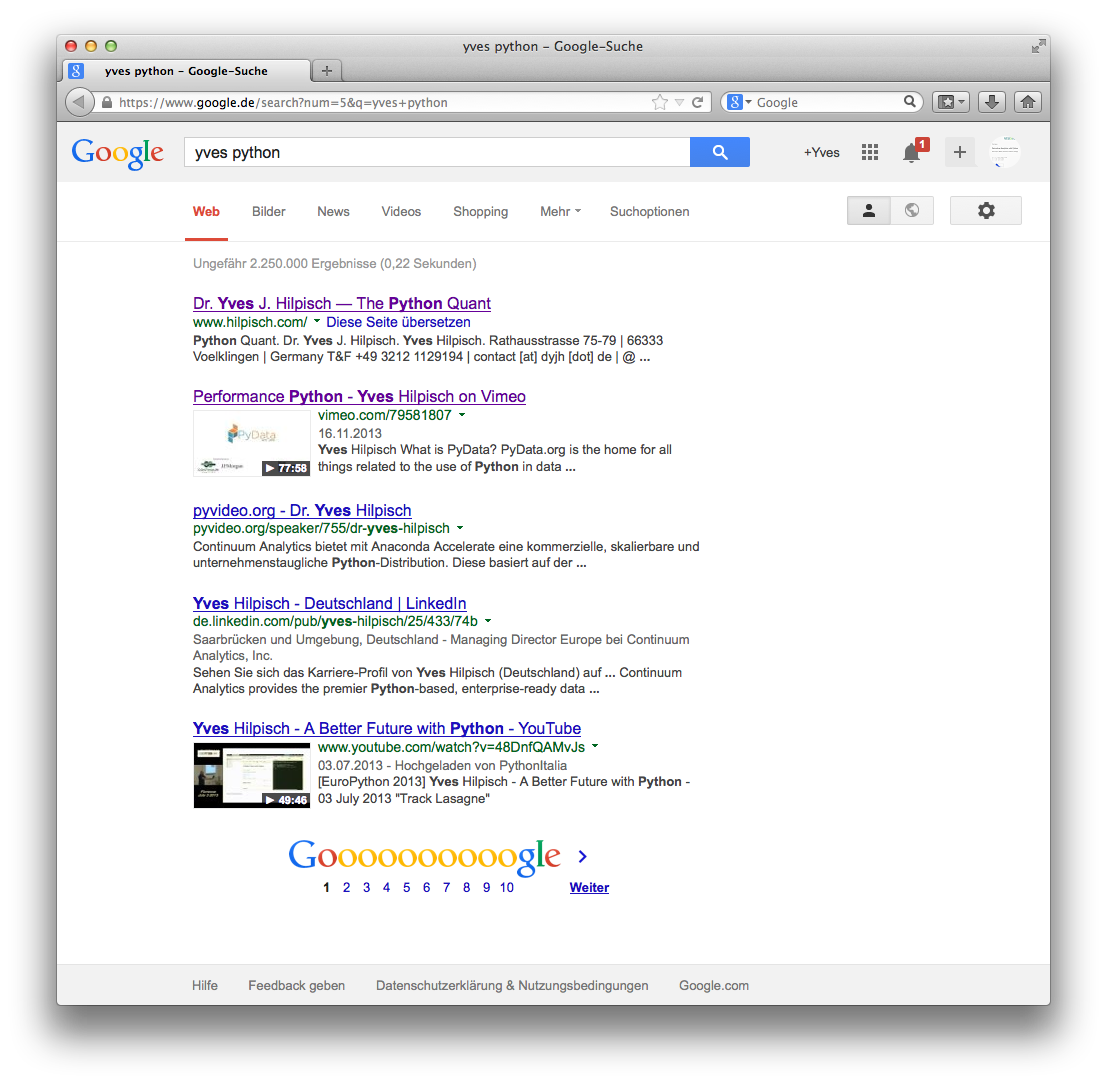 yves python - Google-Suche
yves python - Google-Suche
https://www.google.de/search?num=5&q=yves+python
Google
Google
yves python
+Yves
1
Web Bilder News Videos Shopping Mehr Suchoptionen
Ungefähr 2.250.000 Ergebnisse (0,22 Sekunden)
Dr. Yves J. Hilpisch — The Python Quant
www.hilpisch.com/ Diese Seite übersetzen
Python Quant. Dr. Yves J. Hilpisch. Yves Hilpisch. Rathausstrasse 75-79 | 66333
Voelklingen | Germany T&F +49 3212 1129194 | contact [at] dyjh [dot] de | @ ...
Performance Python - Yves Hilpisch on Vimeo
vimeo.com/79581807
16.11.2013
Yves Hilpisch What is PyData? PyData.org is the home for all
things related to the use of Python in data ...
PyData
J.P.Morgan
77:58
pyvideo.org - Dr. Yves Hilpisch
pyvideo.org/speaker/755/dr-yves-hilpisch
Continuum Analytics bietet mit Anaconda Accelerate eine kommerzielle, skalierbare und
unternehmenstaugliche Python-Distribution. Diese basiert auf der ...
Yves Hilpisch - Deutschland | LinkedIn
de.linkedin.com/pub/yves-hilpisch/25/433/74b
Saarbrücken und Umgebung, Deutschland - Managing Director Europe bei Continuum
Analytics, Inc.
Sehen Sie sich das Karriere-Profil von Yves Hilpisch (Deutschland) auf ... Continuum
Analytics provides the premier Python-based, enterprise-ready data ...
Yves Hilpisch - A Better Future with Python - YouTube
www.youtube.com/watch?v=48DnfQAMvJs
03.07.2013 - Hochgeladen von PythonItalia
[EuroPython 2013] Yves Hilpisch - A Better Future with Python -
03 July 2013 "Track Lasagne"
49:46
Goooooooooogle
1 2 3 4 5 6 7 8 9 10 Weiter
Hilfe Feedback geben Datenschutzerklärung & Nutzungsbedingungen Google.com